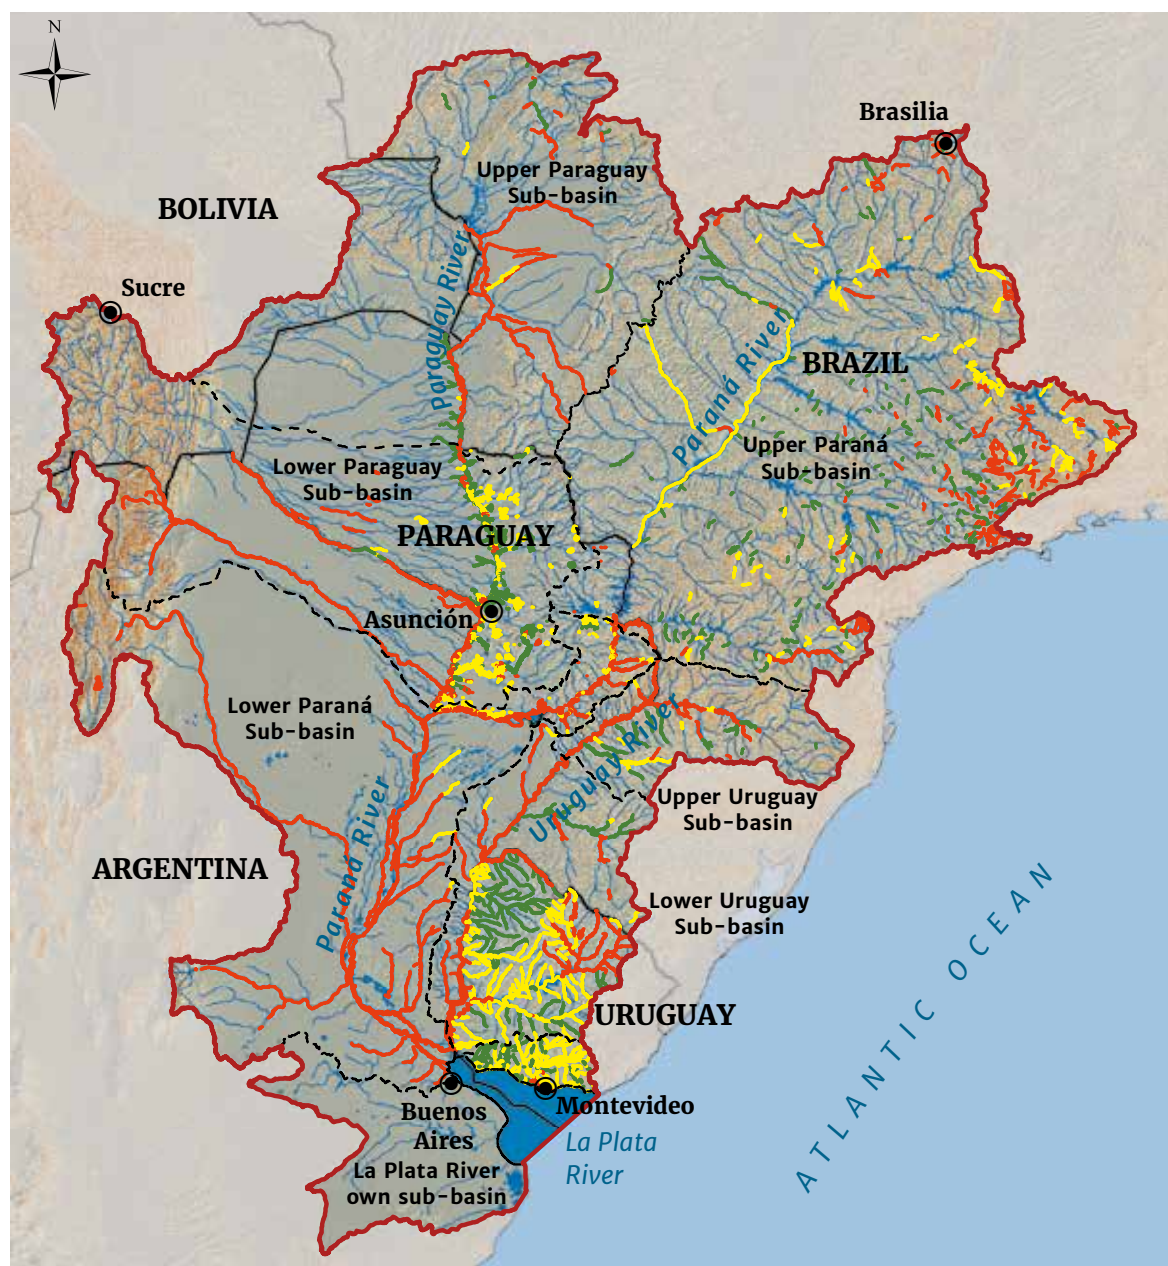 N
Brasilia
Upper Paraguay
Sub-basin
BOLIVIA
Paraguay River
Sucre
Paraná River
BRAZIL
Upper Paraná
Sub-basin
Lower Paraguay
Sub-basin
PARAGUAY
Asunción
Lower Paraná
Sub-basin
Uruguay River
Upper Uruguay
Sub-basin
Paraná River
ARGENTINA
Lower Uruguay
Sub-basin
ATLANTIC OCEAN
URUGUAY
Buenos
Aires
Montevideo
La Plata
River
La Plata River
own sub-basin